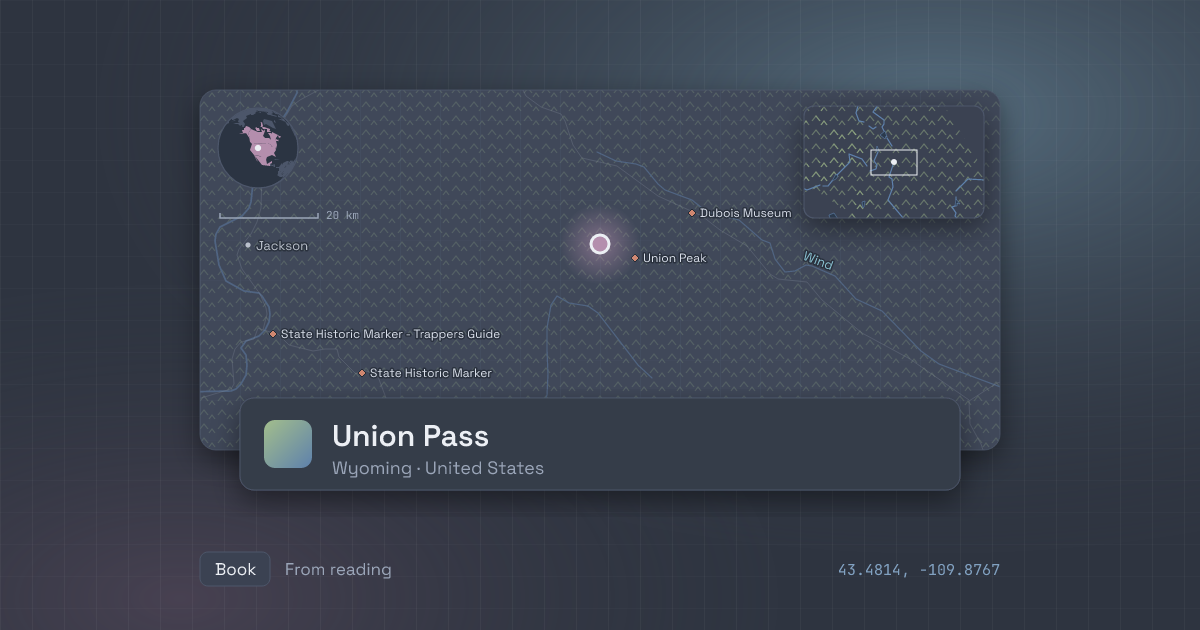 20 km
Jackson
Dubois Museum
Union Peak
Wind
State Historic Marker - Trappers Guide
State Historic Marker
Union Pass
Wyoming · United States
Book
From reading
43.4814, -109.8767